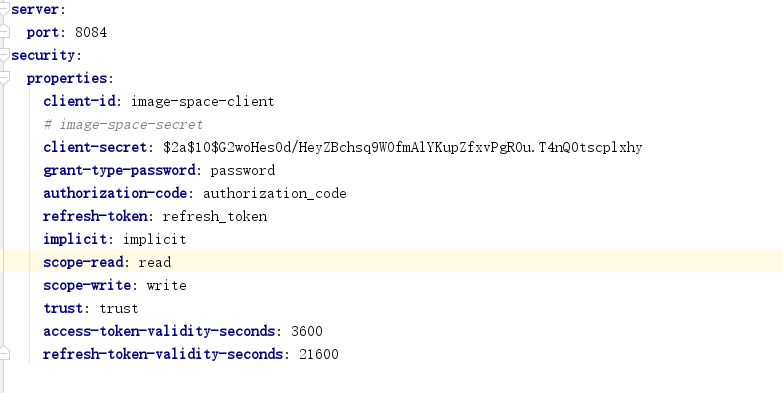 server:
  port: 8084
security:
  properties:
    client-id: image-space-client
    # image-space-secret
    client-secret: $2a$10$G2woHes0d/HeyZBchsq9W0fmAlYKupZfxvPgR0u.T4nQ0tscplxhy
    grant-type-password: password
    authorization-code: authorization_code
    refresh-token: refresh_token
    implicit: implicit
    scope-read: read
    scope-write: write
    trust: trust
    access-token-validity-seconds: 3600
    refresh-token-validity-seconds: 21600